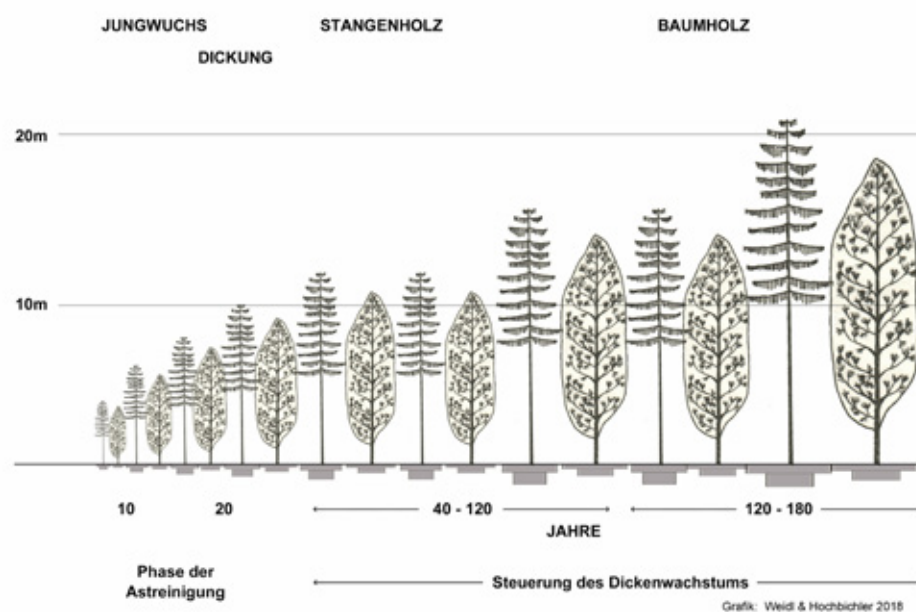 JUNGWUCHS
STANGENHOLZ
BAUMHOLZ
DICKUNG
20m
10m
10
20
40 - 120
120 - 180
JAHRE
Phase der
Astreinigung
Steuerung des Dickenwachstums
Grafik: Weidl & Hochbichler 2018